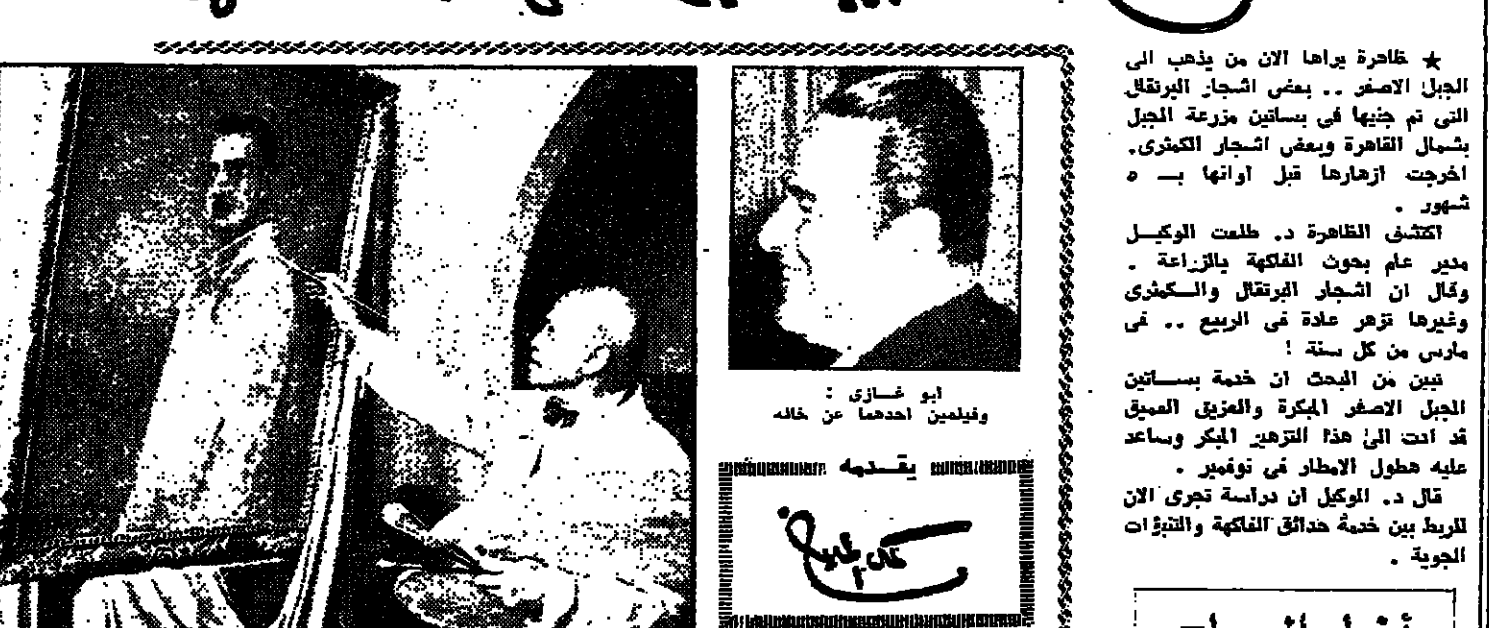 ★ ظاهرة يراها الان من يذهب الى
الجبل الاصفر .. بعض اشجار البرتقال
التى تم جنيها فى بساتين مزرعة الجبل
بشمال القاهرة وبعض اشجار الكمثرى.
اخرجت ازهارها قبل اوانها بـــ ٥
شهور .
اكتشف الظاهرة د. طلعت الوكيـــل
مدير عام بحوث الفاكهة بالزراعة .
وقال ان اشجار البرتقال والـــكمثرى
وغيرها تزهر عادة فى الربيع .. فى
مارس من كل سنة !
تبين من البحث ان خدمة بســـاتين
الجبل الاصفر المبكرة والعزيق العميق
قد ادت الى هذا التزهير المبكر وساعد
عليه هطول الامطار فى نوفمبر .
قال د. الوكيل ان دراسة تجرى الان
للربط بين خدمة حدائق الفاكهة والتنبؤات
الجوية .
ابو غـــازى :
وفيلمين احدهما عن خاله
يقـــدمه